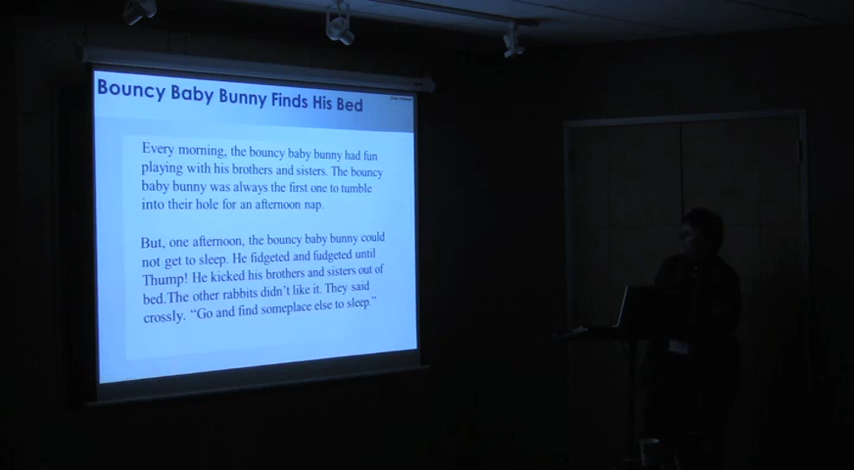 Bouncy Baby Bunny Finds His Bed
Every morning, the bouncy baby bunny had fun
playing with his brothers and sisters. The bouncy
baby bunny was always the first one to tumble
into their hole for an afternoon nap.
But, one afternoon, the bouncy baby bunny could
not get to sleep. He fidgeted and fudgeted until
Thump! He kicked his brothers and sisters out of
bed.The other rabbits didn't like it. They said
crossly. "Go and find someplace else to sleep."